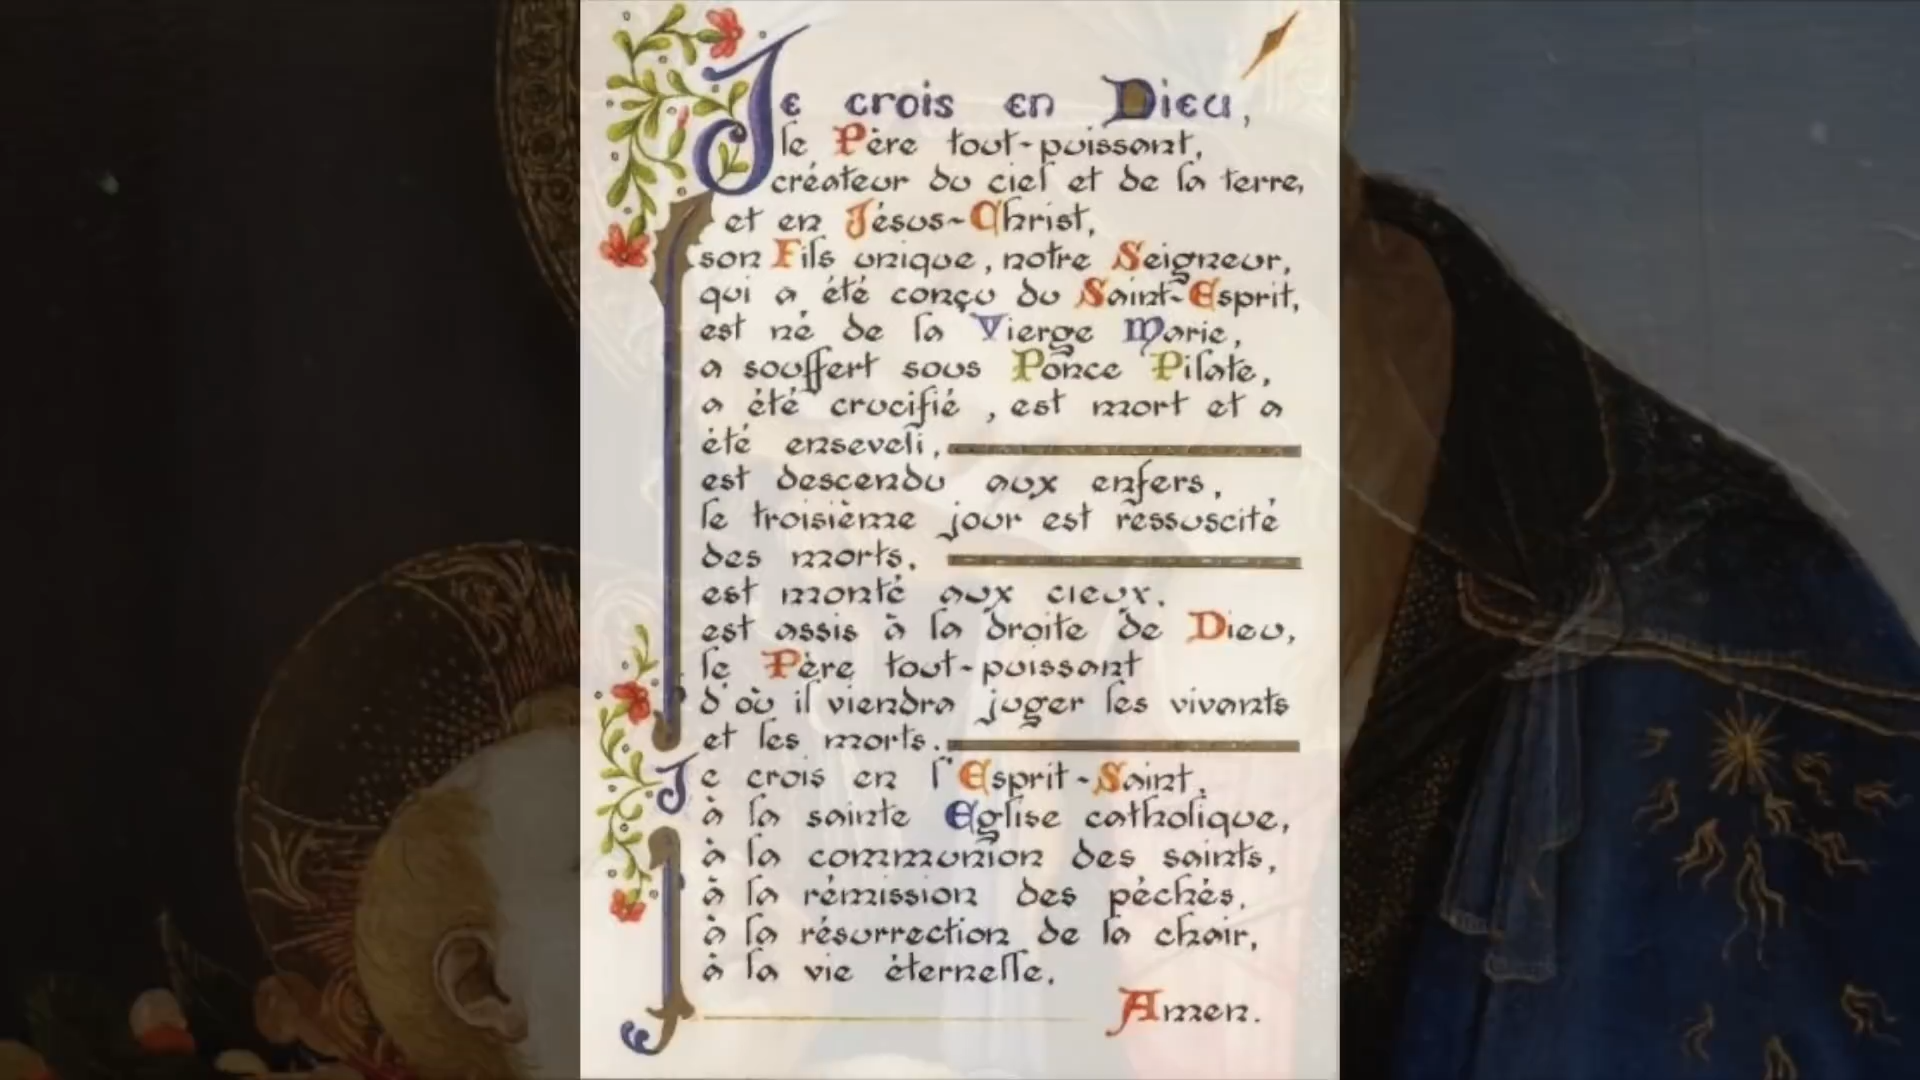 Je crois en Dieu,
le Père tout-puissant,
créateur du ciel et de la terre,
et en Jésus-Christ,
son Fils unique, notre Seigneur,
qui a été conçu du Saint-Esprit,
est né de la Vierge Marie,
a souffert sous Ponce Pilate,
a été crucifié, est mort et a
été enseveli,
est descendu aux enfers,
le troisième jour est ressuscité
des morts,
est monté aux cieux,
est assis à la droite de Dieu,
le Père tout-puissant
d'où il viendra juger les vivants
et les morts.
Je crois en l'Esprit-Saint,
à la sainte Eglise catholique,
à la communion des saints,
à la rémission des péchés,
à la résurrection de la chair,
à la vie éternelle.
Amen.